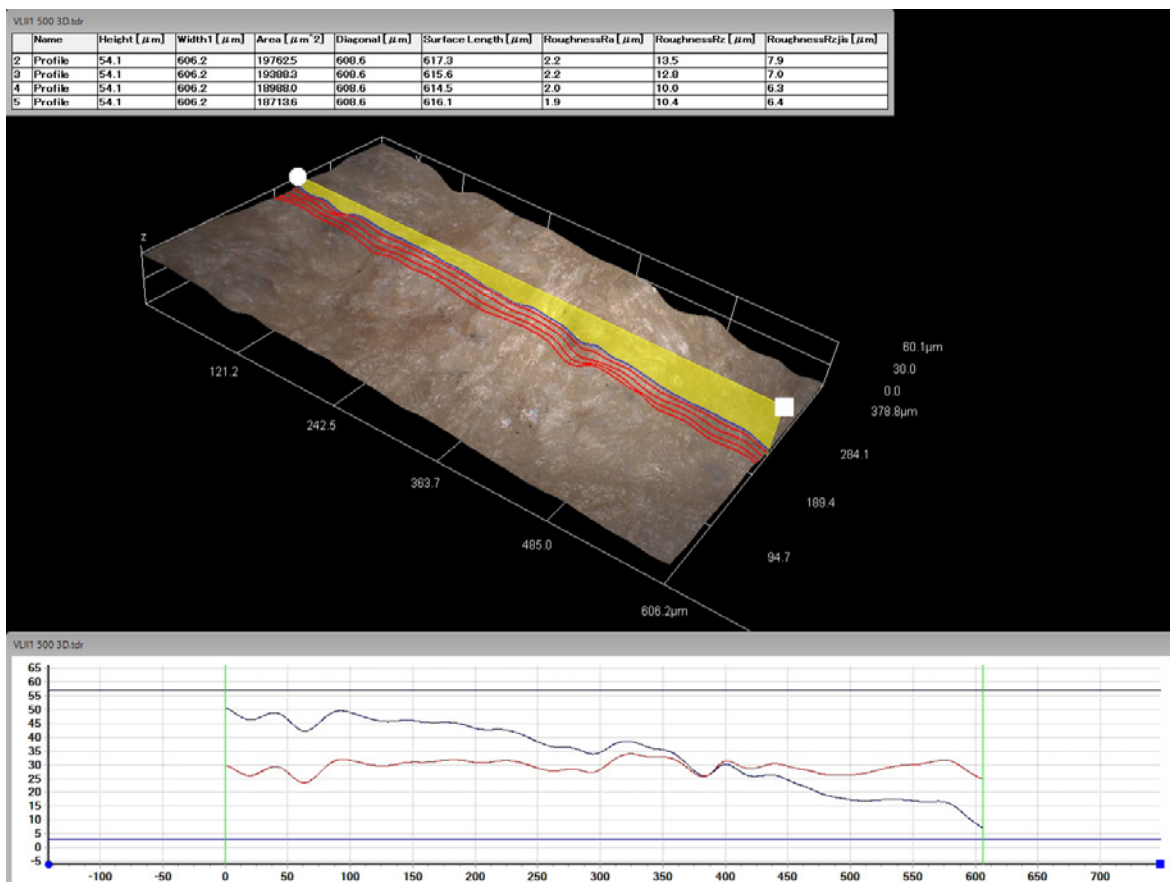 VLII1 500 3D.tdr
Name Height [μm] Width1 [μm] Area [μm^2] Diagonal [μm] Surface Length [μm] RoughnessRa [μm] RoughnessRz [μm] RoughnessRzjis [μm]
2 Profile 54.1 606.2 19762.5 608.6 617.3 2.2 13.5 7.9
3 Profile 54.1 606.2 19388.3 608.6 615.6 2.2 12.8 7.0
4 Profile 54.1 606.2 18988.0 608.6 614.5 2.0 10.0 6.3
5 Profile 54.1 606.2 18713.6 608.6 616.1 1.9 10.4 6.4
Y
Z
60.1μm
30.0
0.0
378.8μm
284.1
189.4
94.7
121.2
242.5
363.7
485.0
606.2μm
VLII1 500 3D.tdr
65
60
55
50
45
40
35
30
25
20
15
10
5
0
-5
-100 0 50 100 150 200 250 300 350 400 450 500 550 600 650 700